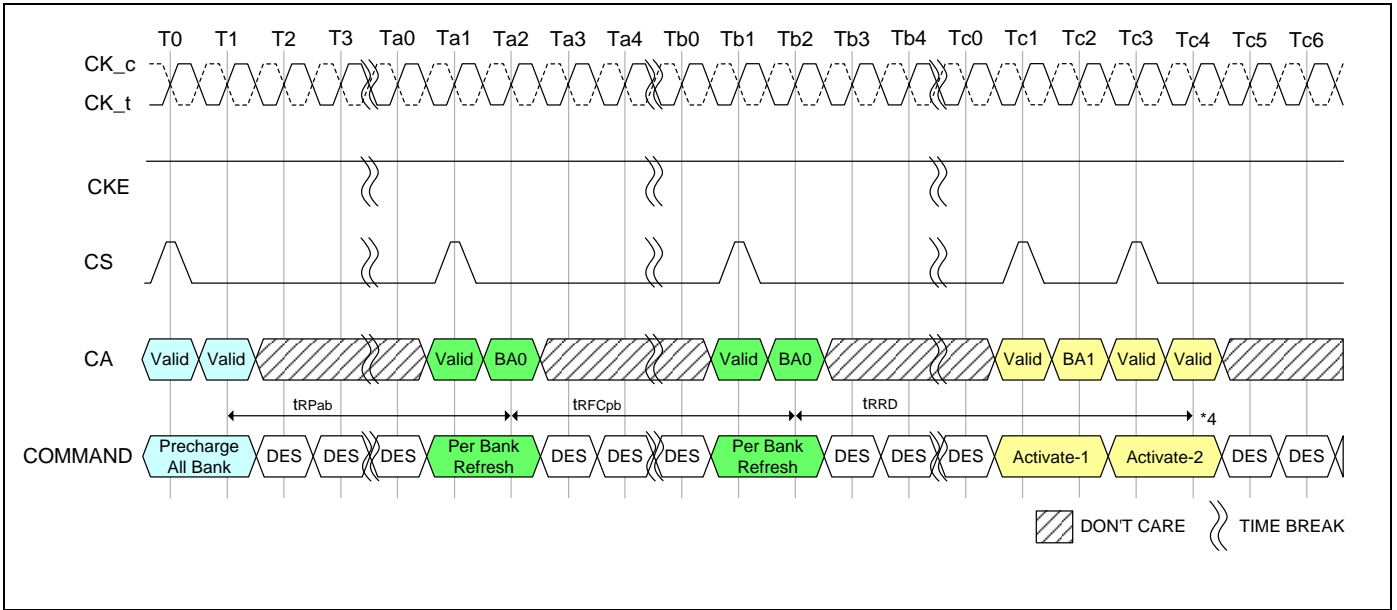 T0 T1 T2 T3 Ta0 Ta1 Ta2 Ta3 Ta4 Tb0 Tb1 Tb2 Tb3 Tb4 Tc0 Tc1 Tc2 Tc3 Tc4 Tc5 Tc6
CK_c
CK_t
CKE
CS
CA Valid Valid Valid BA0 Valid BA0 Valid BA1 Valid Valid
tRPab tRFCpb tRRD *4
COMMAND Precharge All Bank DES DES DES Per Bank Refresh DES DES DES Per Bank Refresh DES DES DES Activate-1 Activate-2 DES DES
DON'T CARE TIME BREAK